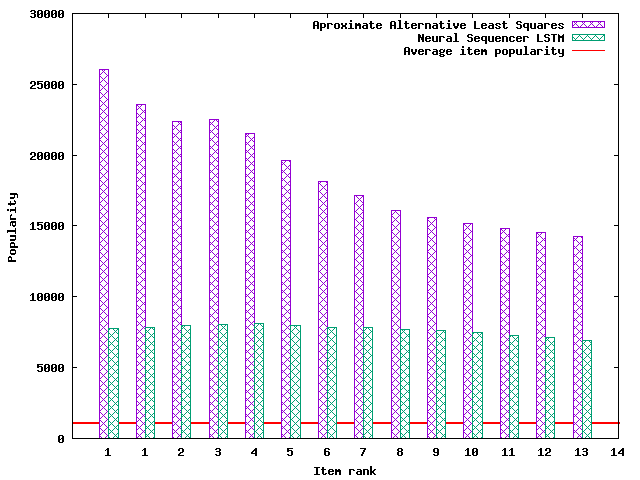 30000
25000
20000
15000
10000
5000
0
Popularity
Aproximate Alternative Least Squares
Neural Sequencer LSTM
Average item popularity
1 1 2 3 4 5 6 7 8 9 10 11 12 13 14
Item rank